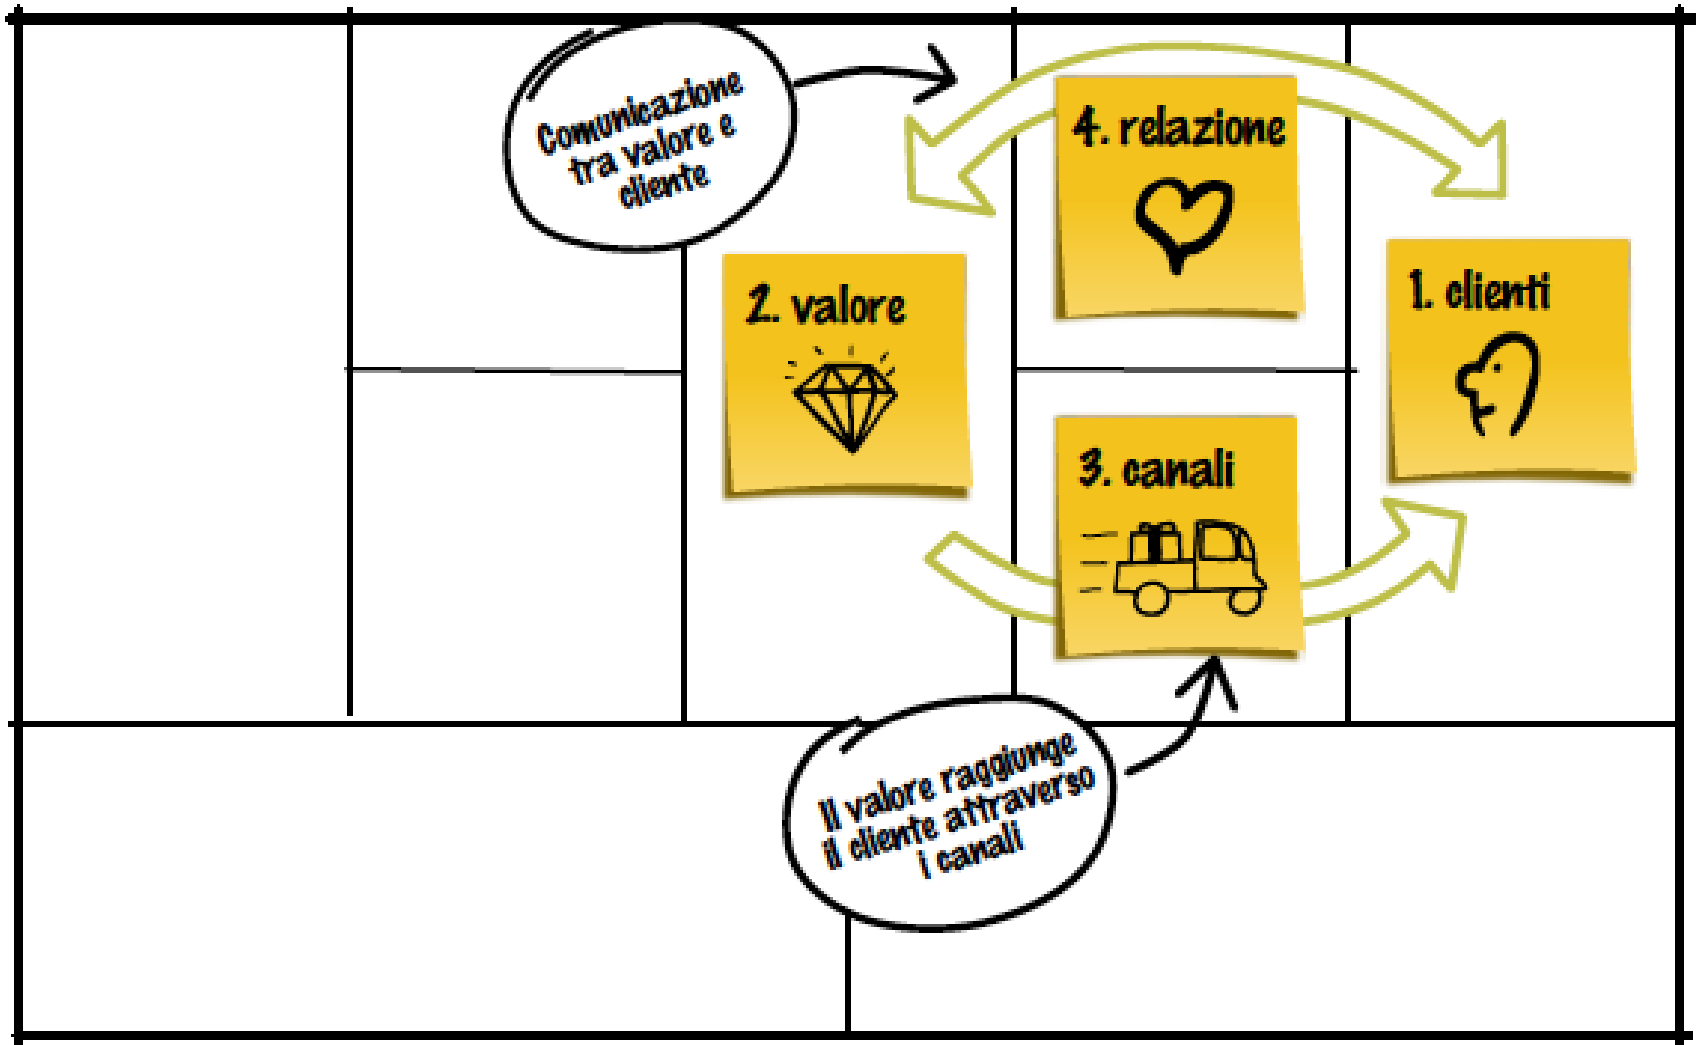 Comunicazione
tra valore e
cliente
4. relazione
2. valore
1. clienti
3. canali
Il valore raggiunge
il cliente attraverso
i canali